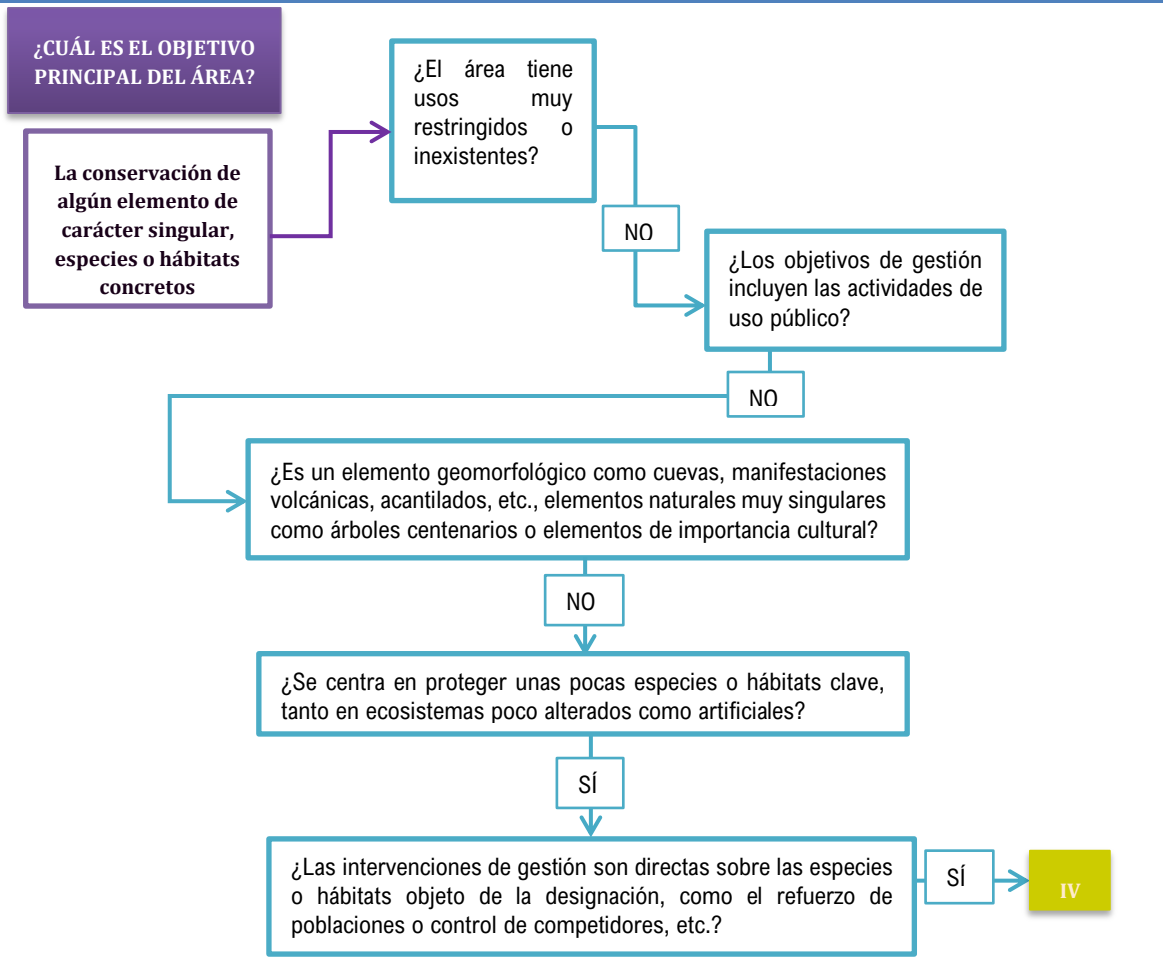 ¿CUÁL ES EL OBJETIVO
PRINCIPAL DEL ÁREA?
La conservación de
algún elemento de
carácter singular,
especies o hábitats
concretos
¿El área tiene
usos muy
restringidos o
inexistentes?
NO
¿Los objetivos de gestión
incluyen las actividades de
uso público?
NO
¿Es un elemento geomorfológico como cuevas, manifestaciones
volcánicas, acantilados, etc., elementos naturales muy singulares
como árboles centenarios o elementos de importancia cultural?
NO
¿Se centra en proteger unas pocas especies o hábitats clave,
tanto en ecosistemas poco alterados como artificiales?
SÍ
¿Las intervenciones de gestión son directas sobre las especies
o hábitats objeto de la designación, como el refuerzo de
poblaciones o control de competidores, etc.?
SÍ
IV